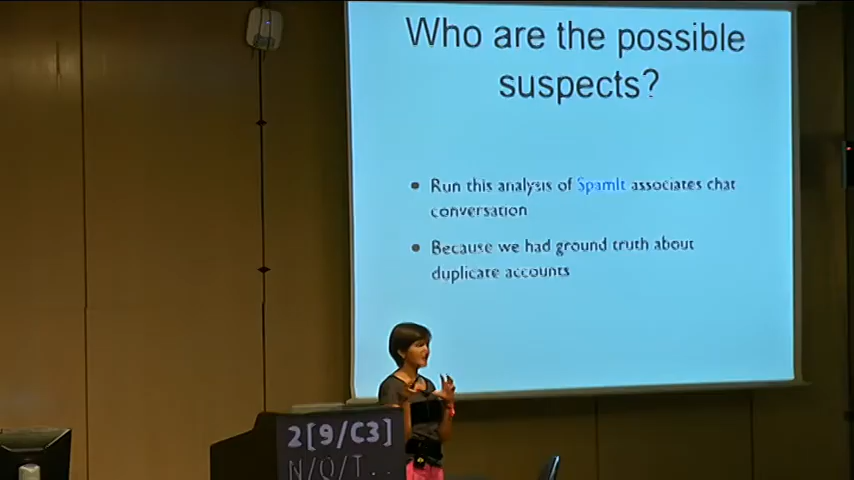 Who are the possible
suspects?
Run this analysis of SpamIt associates chat
conversation
Because we had ground truth about
duplicate accounts
2[9/C3]
N/O/T...